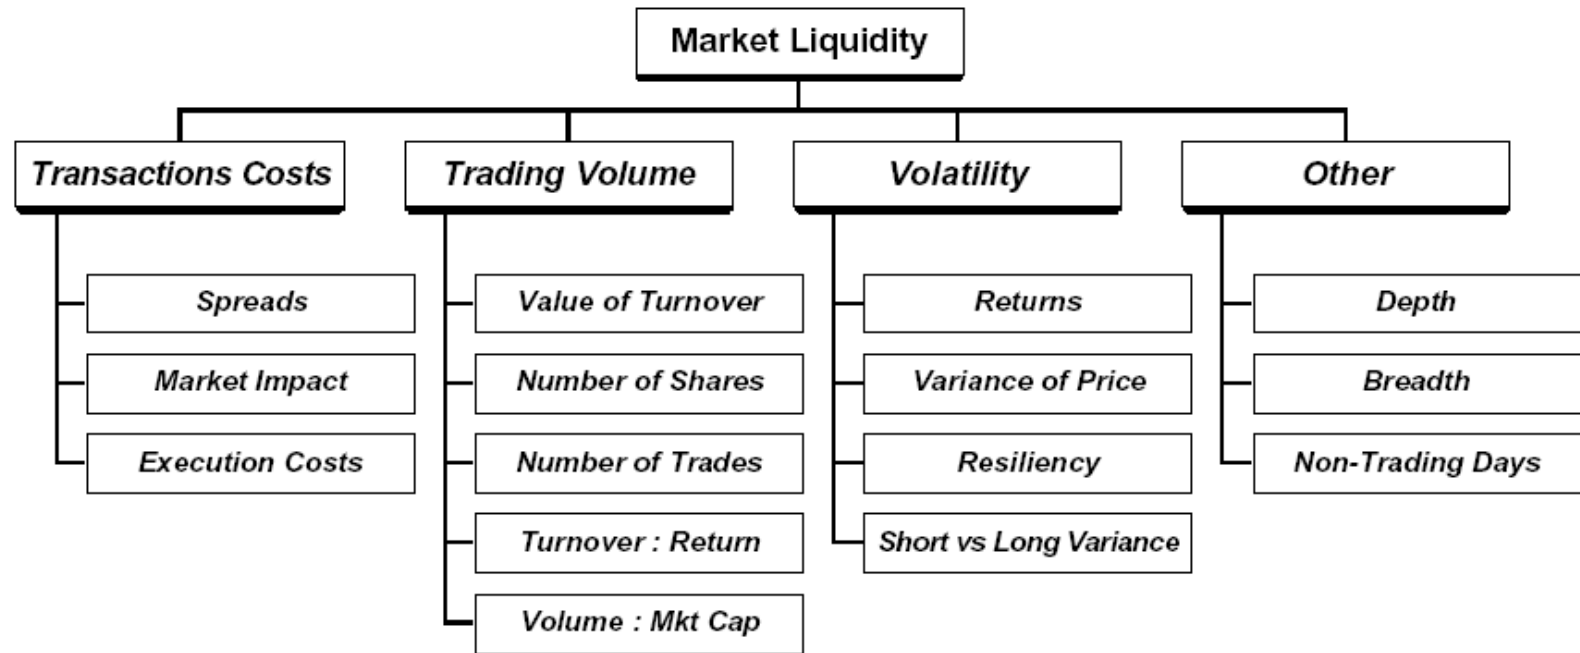 Market Liquidity
Transactions Costs
Trading Volume
Volatility
Other
Spreads
Market Impact
Execution Costs
Value of Turnover
Number of Shares
Number of Trades
Turnover : Return
Volume : Mkt Cap
Returns
Variance of Price
Resiliency
Short vs Long Variance
Depth
Breadth
Non-Trading Days